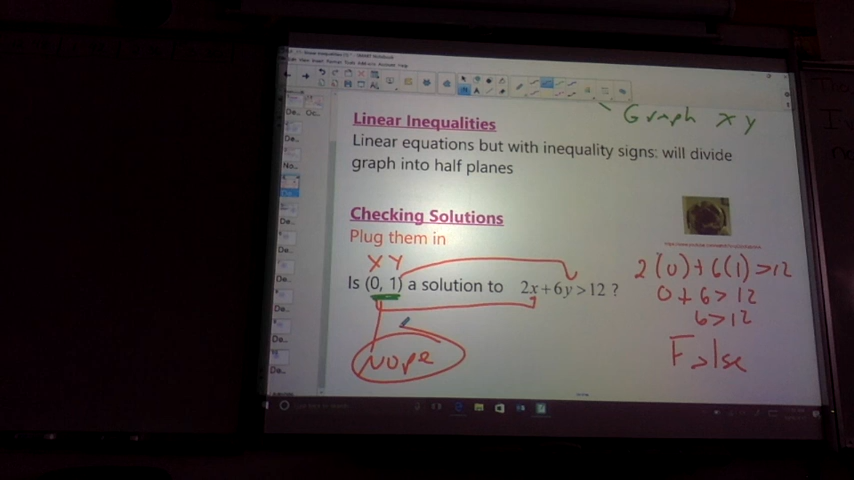 Graph x y
Linear Inequalities
Linear equations but with inequality signs: will divide
graph into half planes
Checking Solutions
Plug them in
X Y
Is (0, 1) a solution to 2x+6y>12 ?
Nope
2(0)+6(1)>12
0+6>12
6>12
False